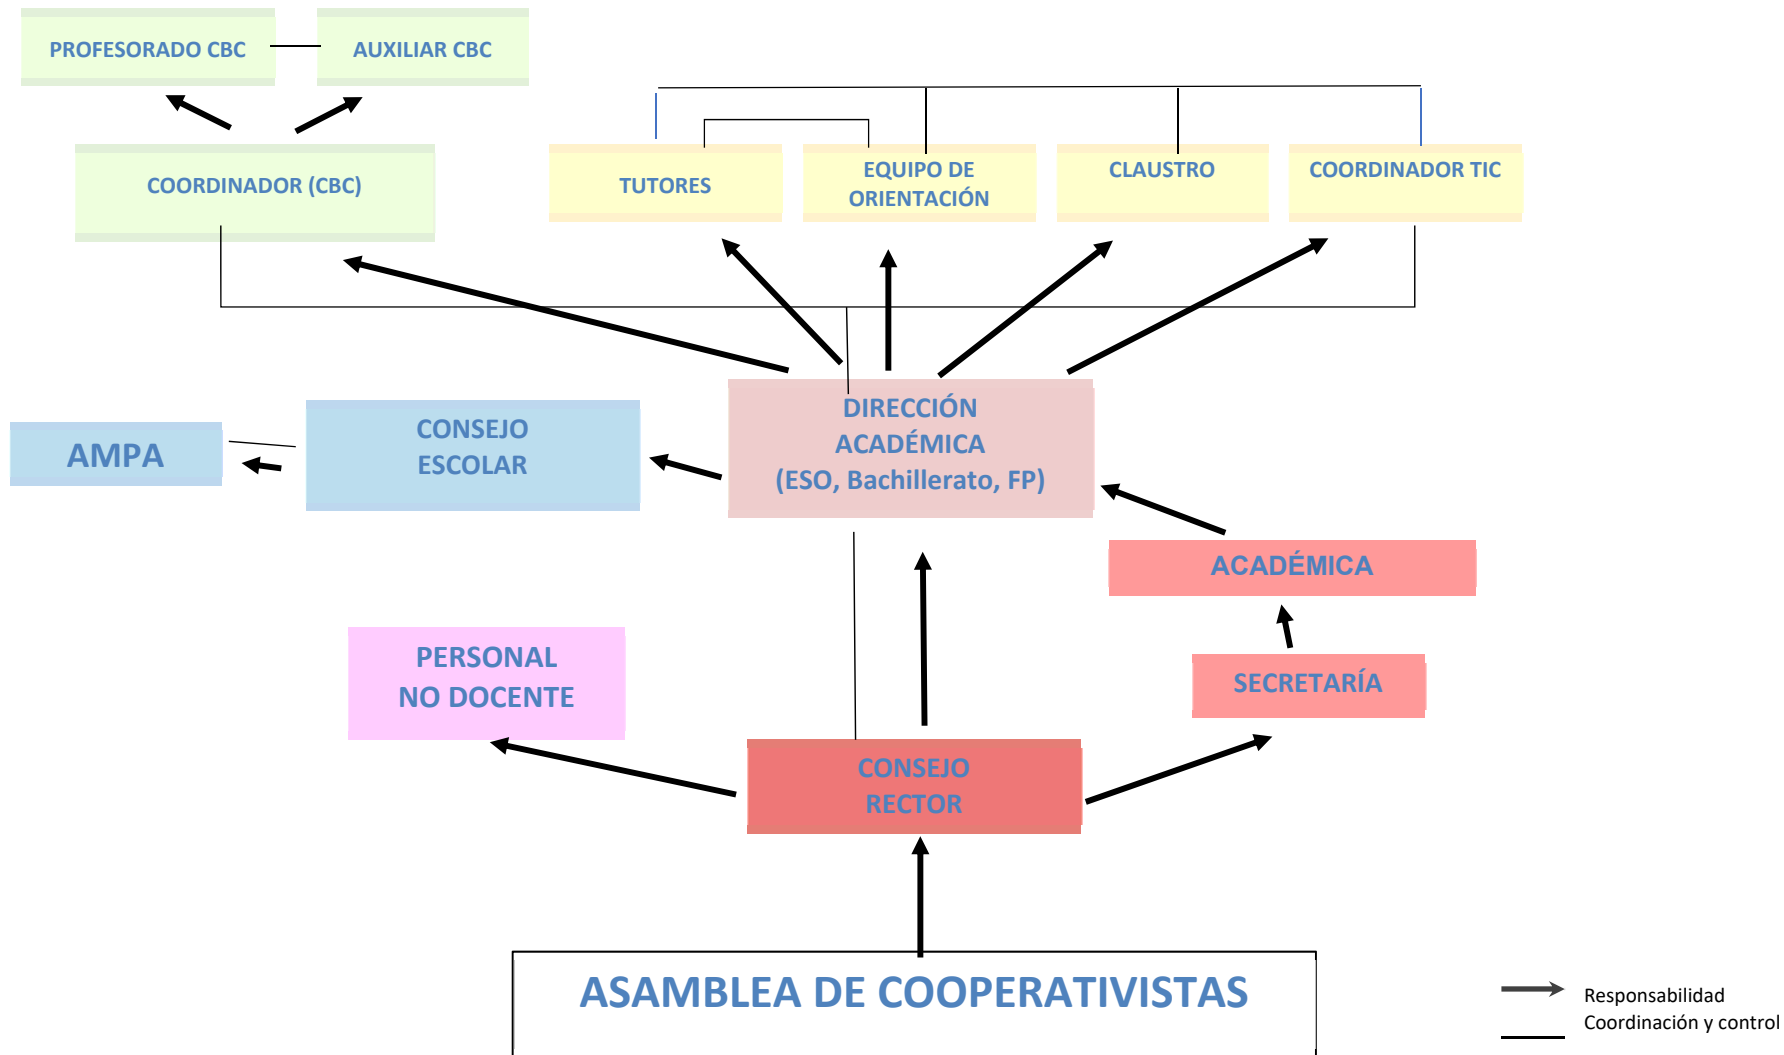 PROFESORADO CBC
AUXILIAR CBC
COORDINADOR (CBC)
TUTORES
EQUIPO DE
ORIENTACIÓN
CLAUSTRO
COORDINADOR TIC
AMPA
CONSEJO
ESCOLAR
DIRECCIÓN
ACADÉMICA
(ESO, Bachillerato, FP)
ACADÉMICA
PERSONAL
NO DOCENTE
SECRETARÍA
CONSEJO
RECTOR
ASAMBLEA DE COOPERATIVISTAS
Responsabilidad
Coordinación y control